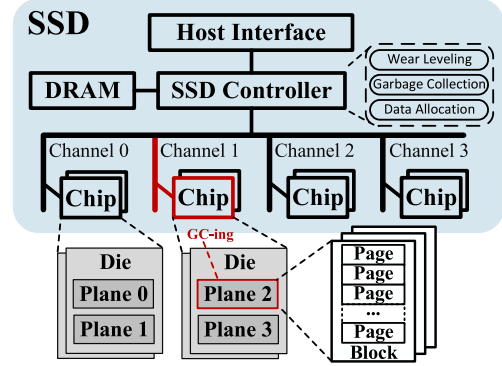 SSD
Host Interface
DRAM
SSD Controller
Wear Leveling
Garbage Collection
Data Allocation
Channel 0
Channel 1
Channel 2
Channel 3
Chip
Chip
Chip
Chip
GC-ing
Die
Plane 0
Plane 1
Die
Plane 2
Plane 3
Page
Page
Page
...
Page
Block